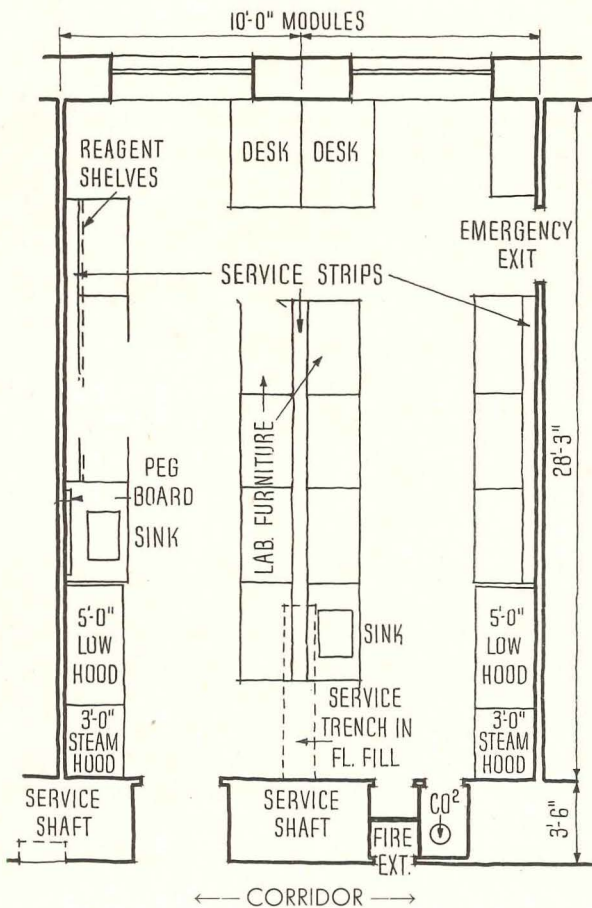 10'-0" MODULES
REAGENT
SHELVES
DESK
DESK
EMERGENCY
EXIT
SERVICE STRIPS
LAB. FURNITURE
28'-3"
PEG
BOARD
SINK
5'-0"
LOW
HOOD
3'-0"
STEAM
HOOD
SINK
5'-0"
LOW
HOOD
3'-0"
STEAM
HOOD
SERVICE
TRENCH IN
FL. FILL
SERVICE
SHAFT
SERVICE
SHAFT
CO²
FIRE
EXT.
3'-6"
←— CORRIDOR —→